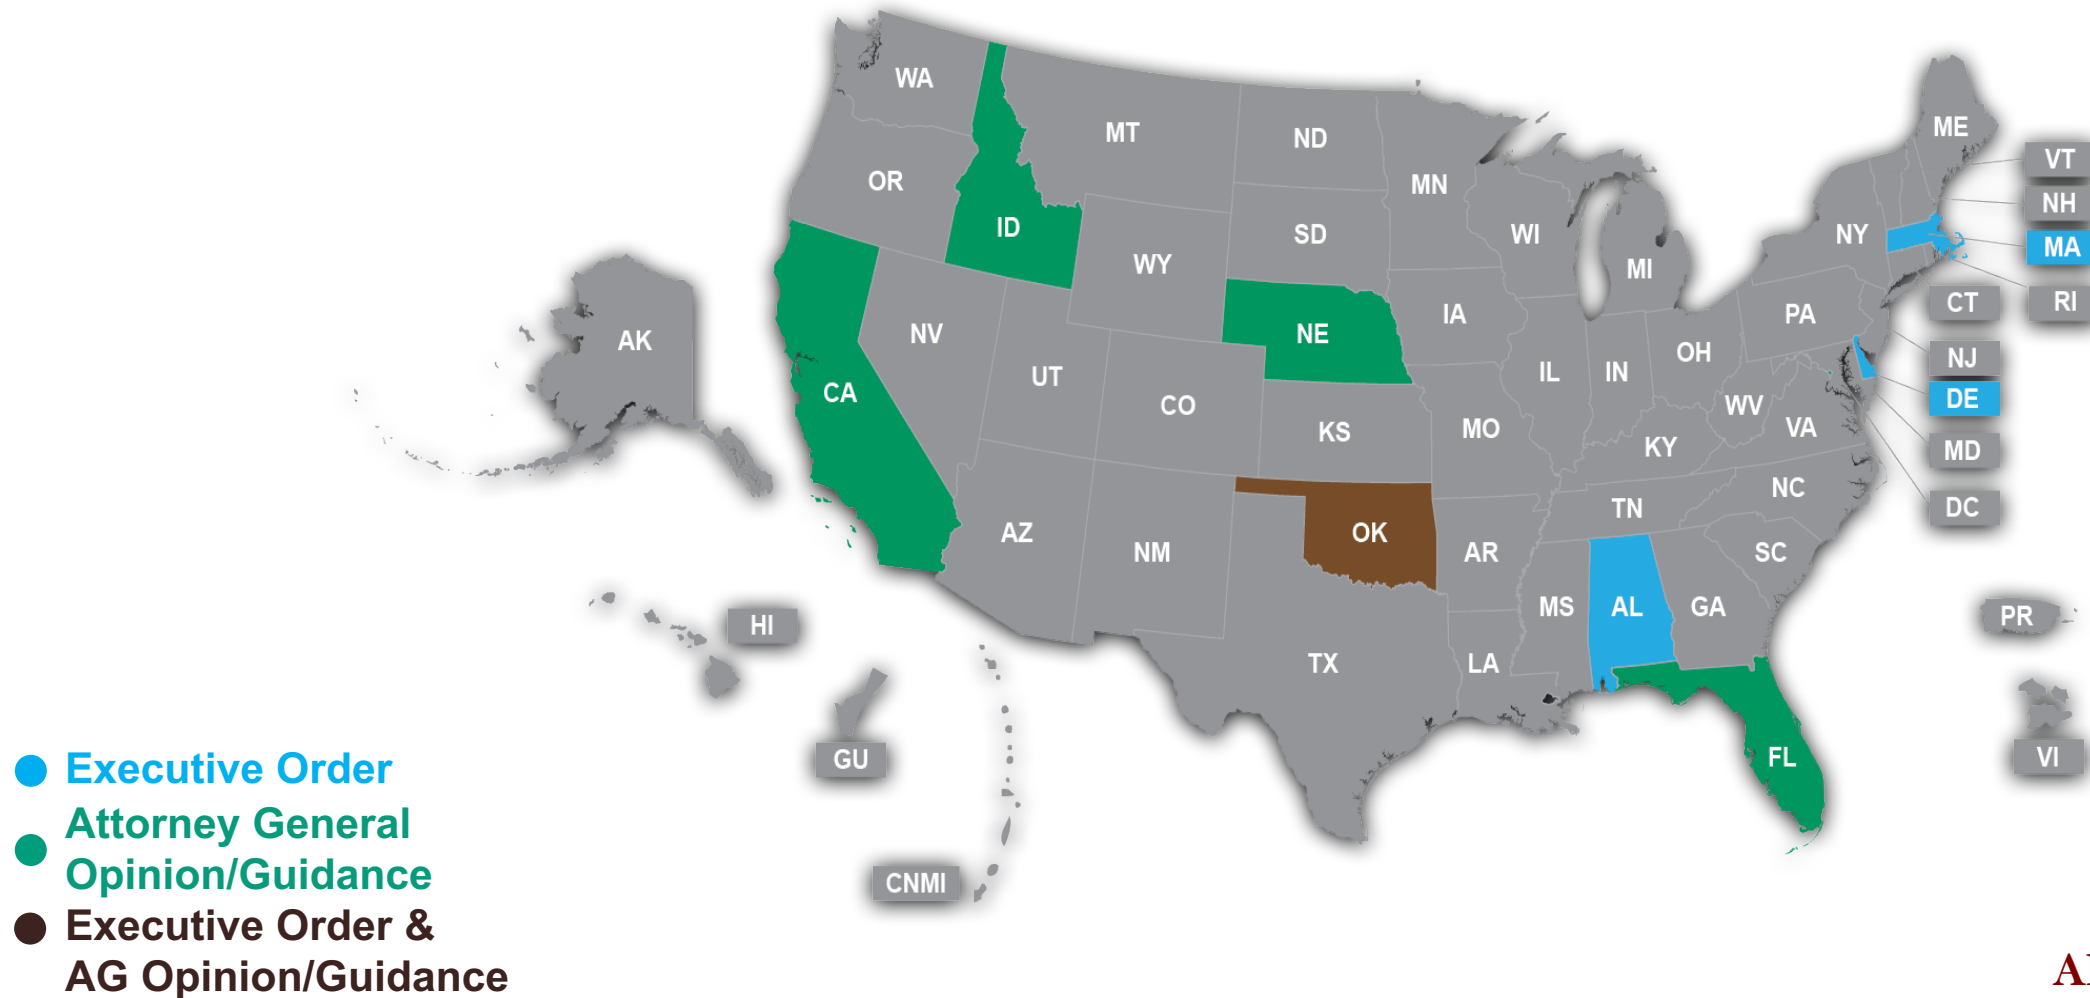 WA
MT
ND
ME
VT
OR
MN
NH
ID
SD
WI
NY
MA
WY
MI
CT
RI
AK
NV
NE
IA
PA
NJ
UT
IL
IN
OH
DE
CA
CO
KS
MO
WV
VA
MD
KY
NC
DC
AZ
NM
OK
AR
TN
SC
HI
TX
LA
MS
AL
GA
PR
GU
FL
VI
CNMI
Executive Order
Attorney General
Opinion/Guidance
Executive Order &
AG Opinion/Guidance